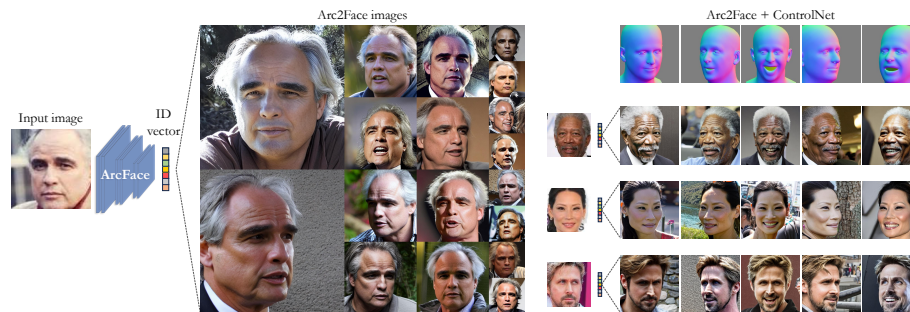 Arc2Face images
Arc2Face + ControlNet
Input image
ID
vector
ArcFace